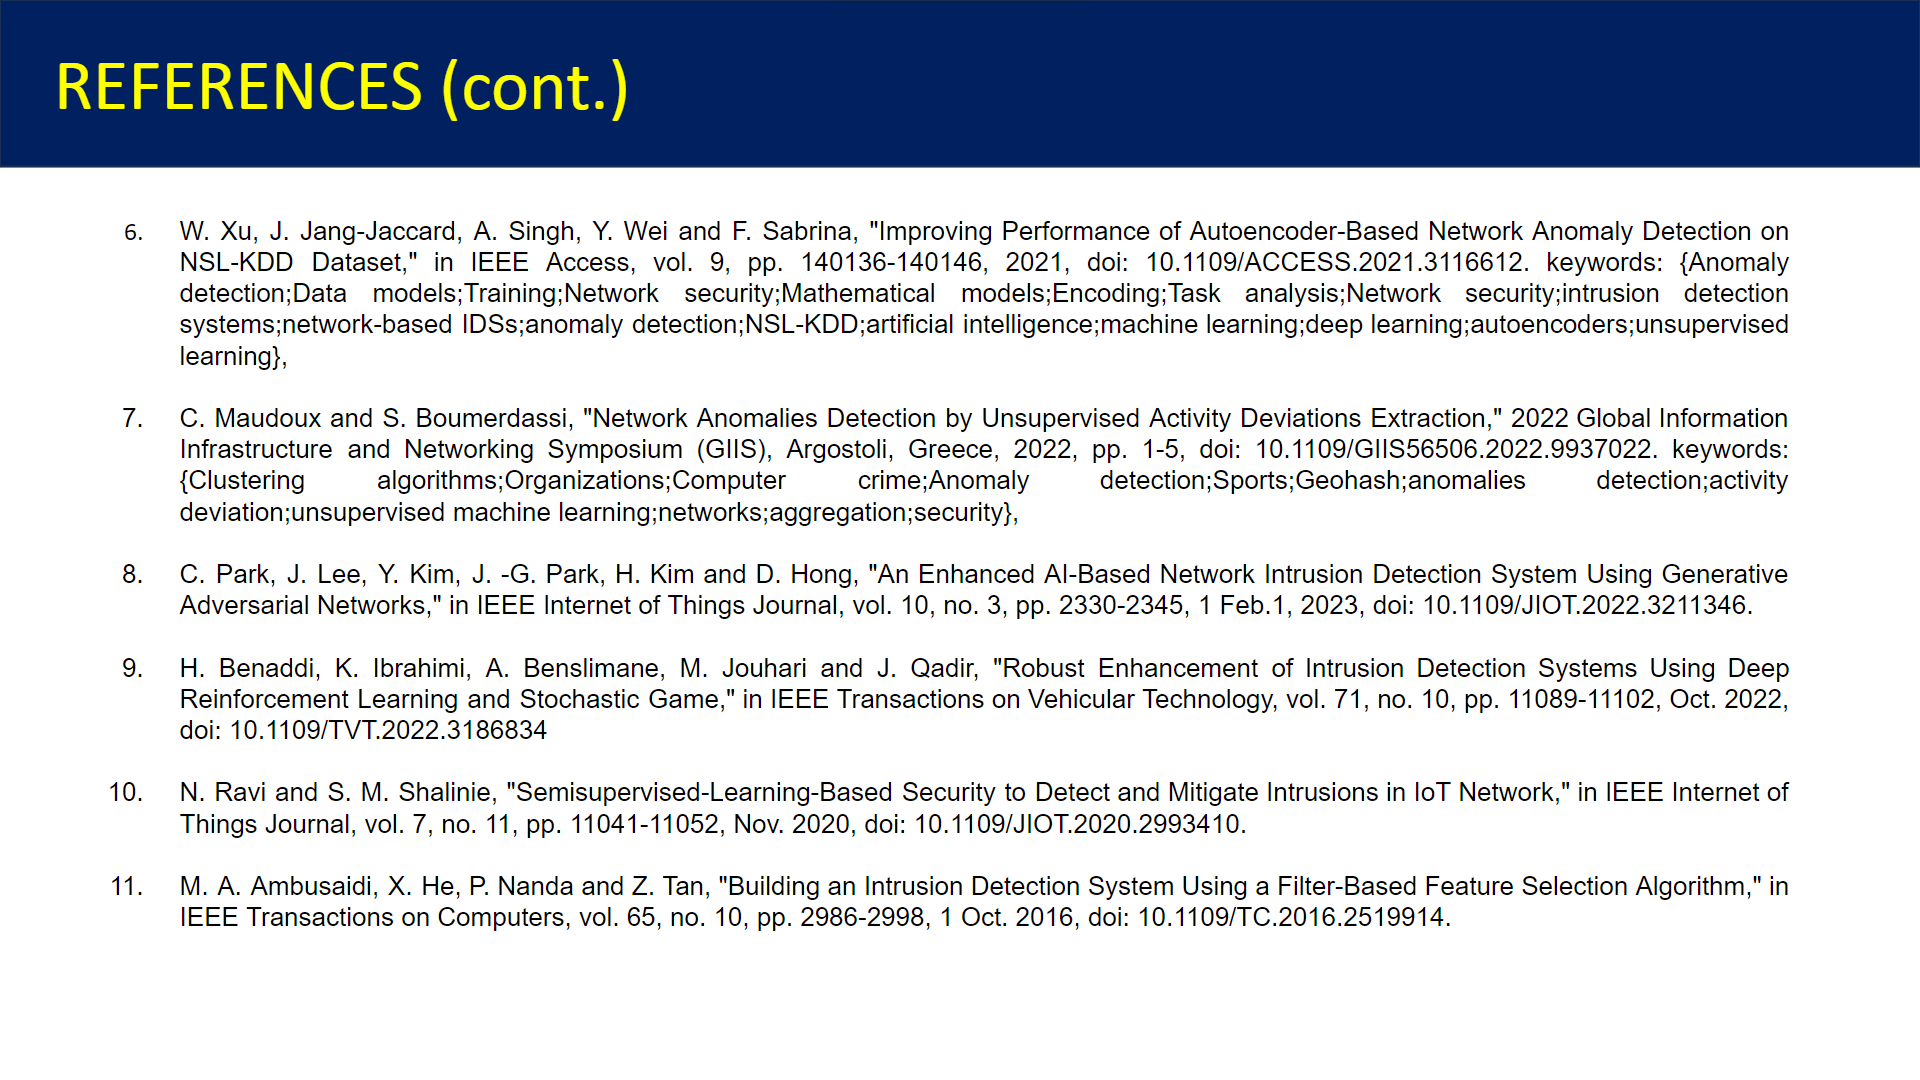 REFERENCES (cont.)
6. W. Xu, J. Jang-Jaccard, A. Singh, Y. Wei and F. Sabrina, "Improving Performance of Autoencoder-Based Network Anomaly Detection on
NSL-KDD Dataset," in IEEE Access, vol. 9, pp. 140136-140146, 2021, doi: 10.1109/ACCESS.2021.3116612. keywords: {Anomaly
detection;Data models;Training;Network security;Mathematical models;Encoding;Task analysis;Network security;intrusion detection
systems;network-based IDSs;anomaly detection;NSL-KDD;artificial intelligence;machine learning;deep learning;autoencoders;unsupervised
learning},
7. C. Maudoux and S. Boumerdassi, "Network Anomalies Detection by Unsupervised Activity Deviations Extraction," 2022 Global Information
Infrastructure and Networking Symposium (GIIS), Argostoli, Greece, 2022, pp. 1-5, doi: 10.1109/GIIS56506.2022.9937022. keywords:
{Clustering algorithms;Organizations;Computer crime;Anomaly detection;Sports;Geohash;anomalies detection;activity
deviation;unsupervised machine learning;networks;aggregation;security},
8. C. Park, J. Lee, Y. Kim, J. -G. Park, H. Kim and D. Hong, "An Enhanced AI-Based Network Intrusion Detection System Using Generative
Adversarial Networks," in IEEE Internet of Things Journal, vol. 10, no. 3, pp. 2330-2345, 1 Feb.1, 2023, doi: 10.1109/JIOT.2022.3211346.
9. H. Benaddi, K. Ibrahimi, A. Benslimane, M. Jouhari and J. Qadir, "Robust Enhancement of Intrusion Detection Systems Using Deep
Reinforcement Learning and Stochastic Game," in IEEE Transactions on Vehicular Technology, vol. 71, no. 10, pp. 11089-11102, Oct. 2022,
doi: 10.1109/TVT.2022.3186834
10. N. Ravi and S. M. Shalinie, "Semisupervised-Learning-Based Security to Detect and Mitigate Intrusions in IoT Network," in IEEE Internet of
Things Journal, vol. 7, no. 11, pp. 11041-11052, Nov. 2020, doi: 10.1109/JIOT.2020.2993410.
11. M. A. Ambusaidi, X. He, P. Nanda and Z. Tan, "Building an Intrusion Detection System Using a Filter-Based Feature Selection Algorithm," in
IEEE Transactions on Computers, vol. 65, no. 10, pp. 2986-2998, 1 Oct. 2016, doi: 10.1109/TC.2016.2519914.